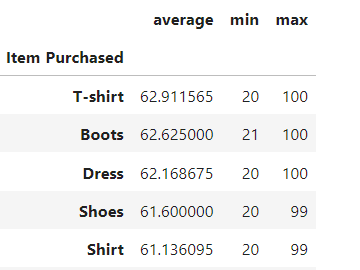 average min max
Item Purchased
T-shirt 62.911565 20 100
Boots 62.625000 21 100
Dress 62.168675 20 100
Shoes 61.600000 20 99
Shirt 61.136095 20 99